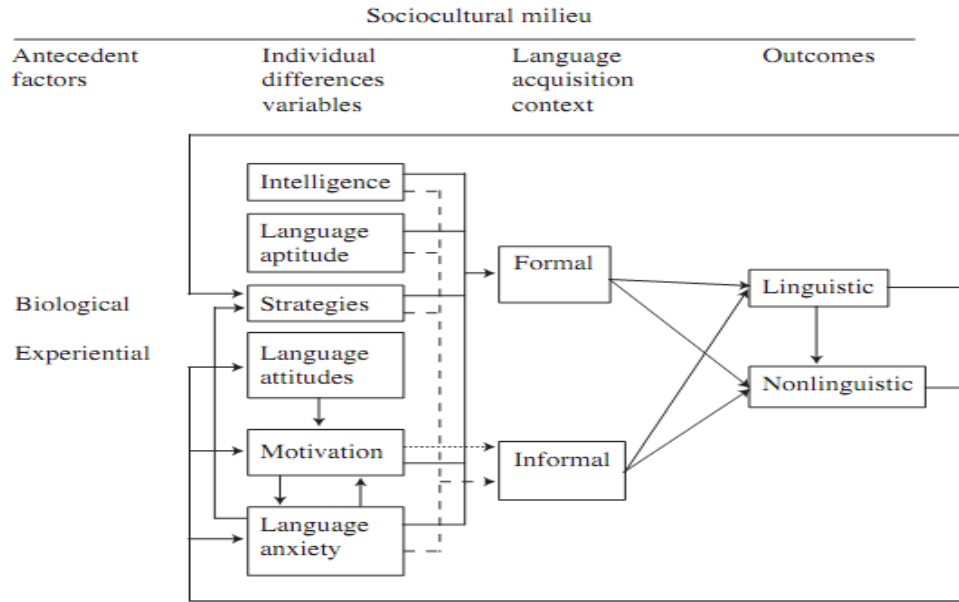 Sociocultural milieu
Antecedent
factors
Individual
differences
variables
Language
acquisition
context
Outcomes
Intelligence
Language
aptitude
Strategies
Language
attitudes
Motivation
Language
anxiety
Biological
Experiential
Formal
Informal
Linguistic
Nonlinguistic